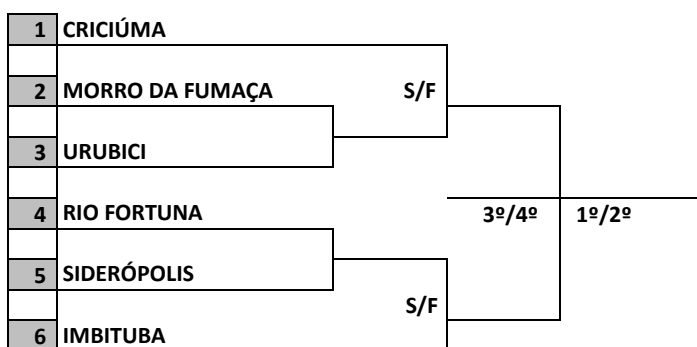 1 CRICIÚMA
2 MORRO DA FUMAÇA S/F
3 URUBICI
4 RIO FORTUNA 3º/4º 1º/2º
5 SIDERÓPOLIS
S/F
6 IMBITUBA